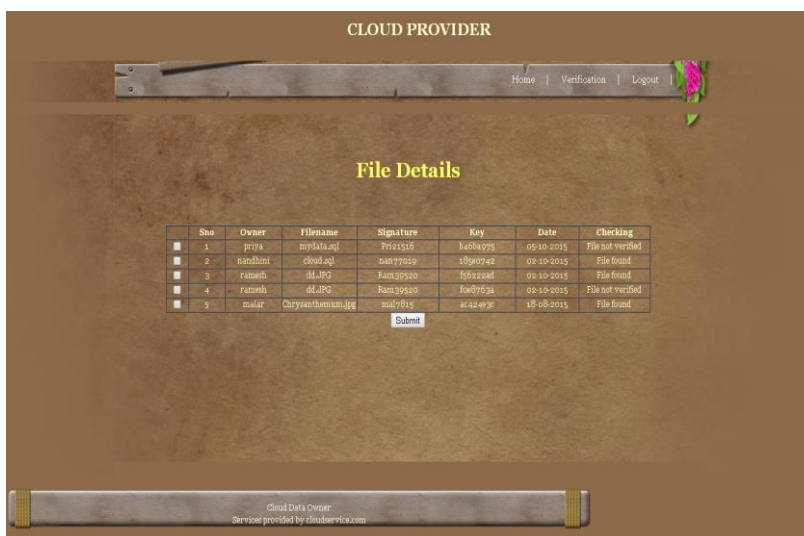 CLOUD PROVIDER
Home | Verification | Logout |
File Details
Sno Owner Filename Signature Key Date Checking
1 priya mydata.sql Pri21516 b46ba975 05-10-2015 File not verified
2 nandhini cloud.sql nan77019 185e0742 02-10-2015 File found
3 ramesh dd.JPG Ram39520 f56222ad 02-10-2015 File found
4 ramesh dd.JPG Ram39520 fce87634 02-10-2015 File not verified
5 malar Chrysanthemum.jpg mal7815 ac424e3c 18-08-2015 File found
Submit
Cloud Data Owner
Services provided by cloudservice.com